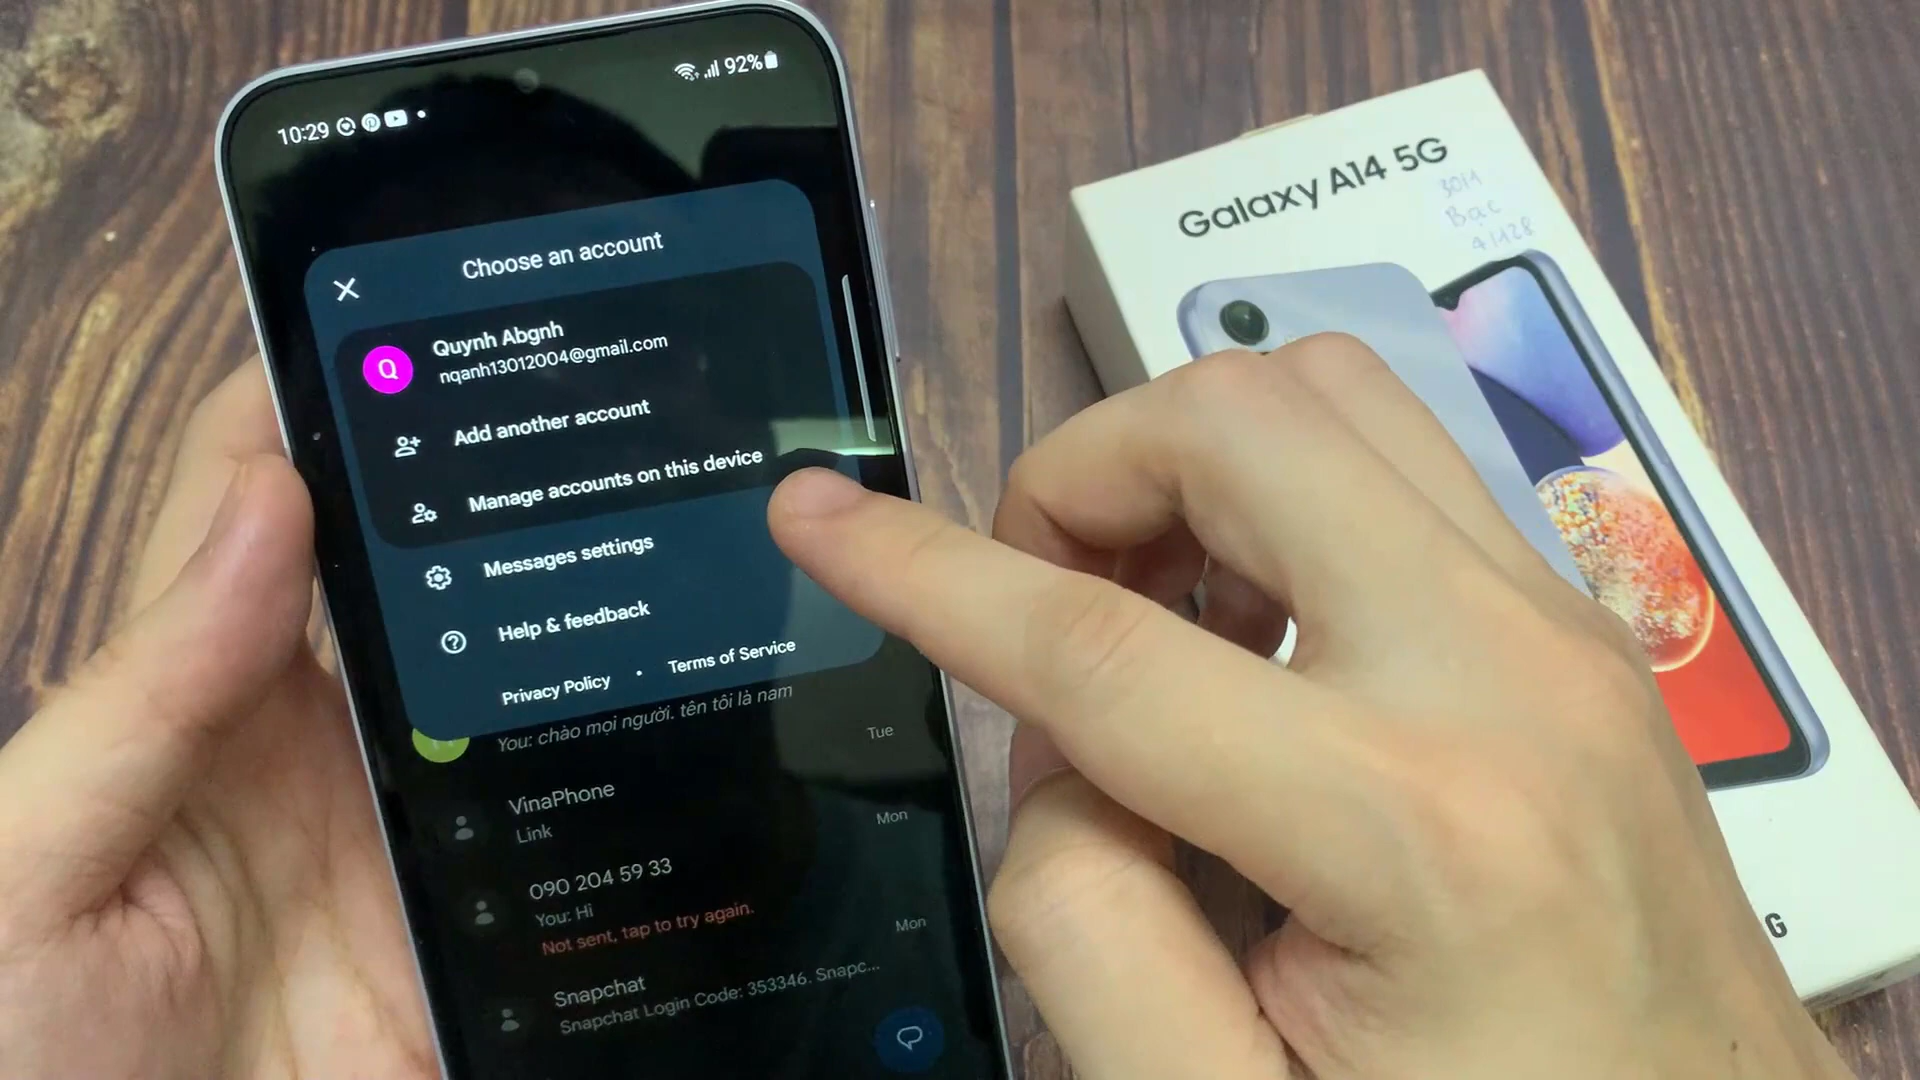 10:29
92%
Choose an account
Quynh Abgnh
nqanh13012004@gmail.com
Q
Add another account
Manage accounts on this device
Messages settings
Help & feedback
Privacy Policy • Terms of Service
You: chào mọi người. tên tôi là nam
Tue
VinaPhone
Link
Mon
090 204 59 33
You: Hi
Not sent, tap to try again.
Mon
Snapchat
Snapchat Login Code: 353346. Snapc...
Galaxy A14 5G
Bạc
4/128
G